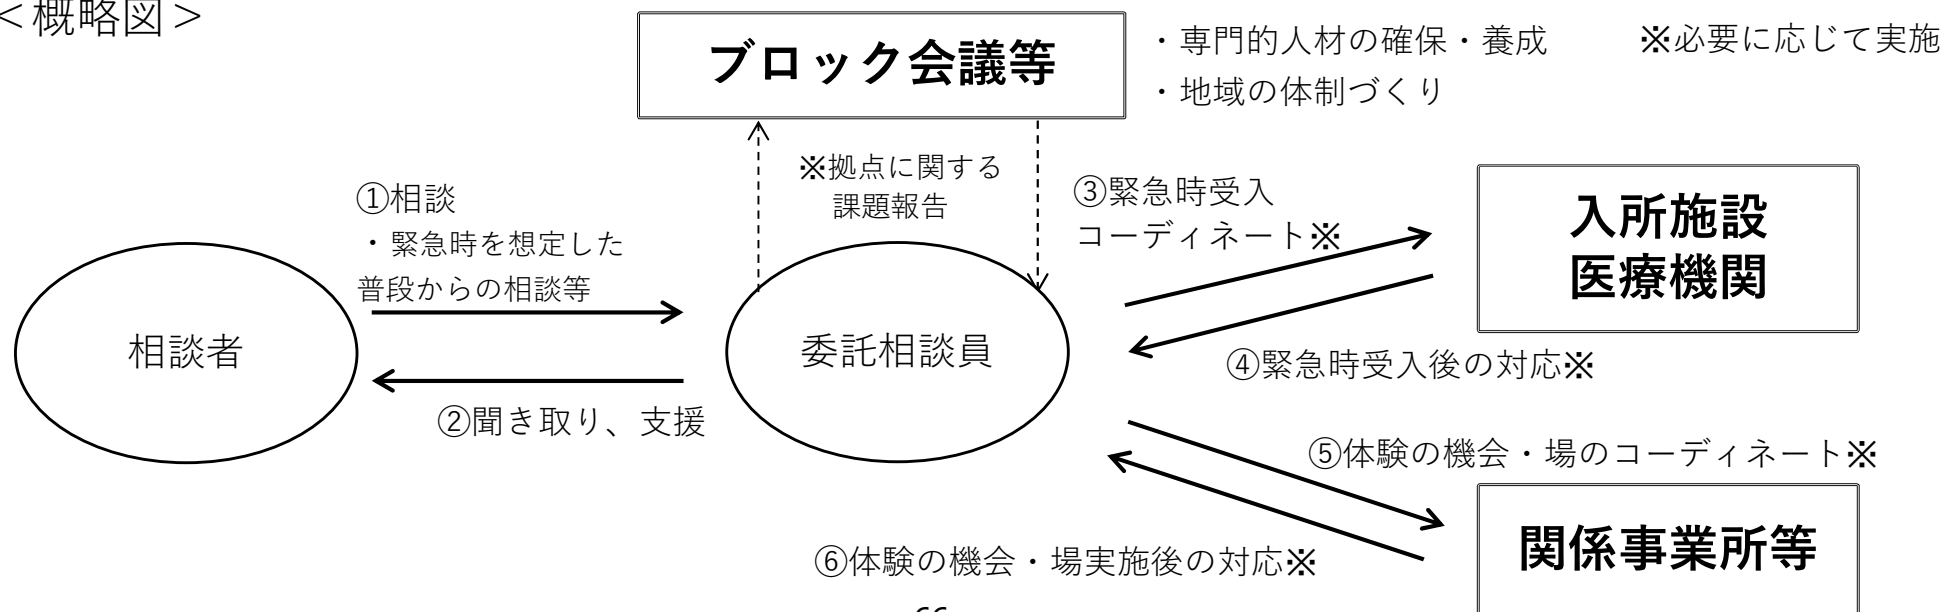 ＜概略図＞
ブロック会議等
・専門的人材の確保・養成
・地域の体制づくり
※必要に応じて実施
※拠点に関する
課題報告
①相談
・緊急時を想定した
普段からの相談等
相談者
②聞き取り、支援
委託相談員
③緊急時受入
コーディネート※
入所施設
医療機関
④緊急時受入後の対応※
⑤体験の機会・場のコーディネート※
関係事業所等
⑥体験の機会・場実施後の対応※